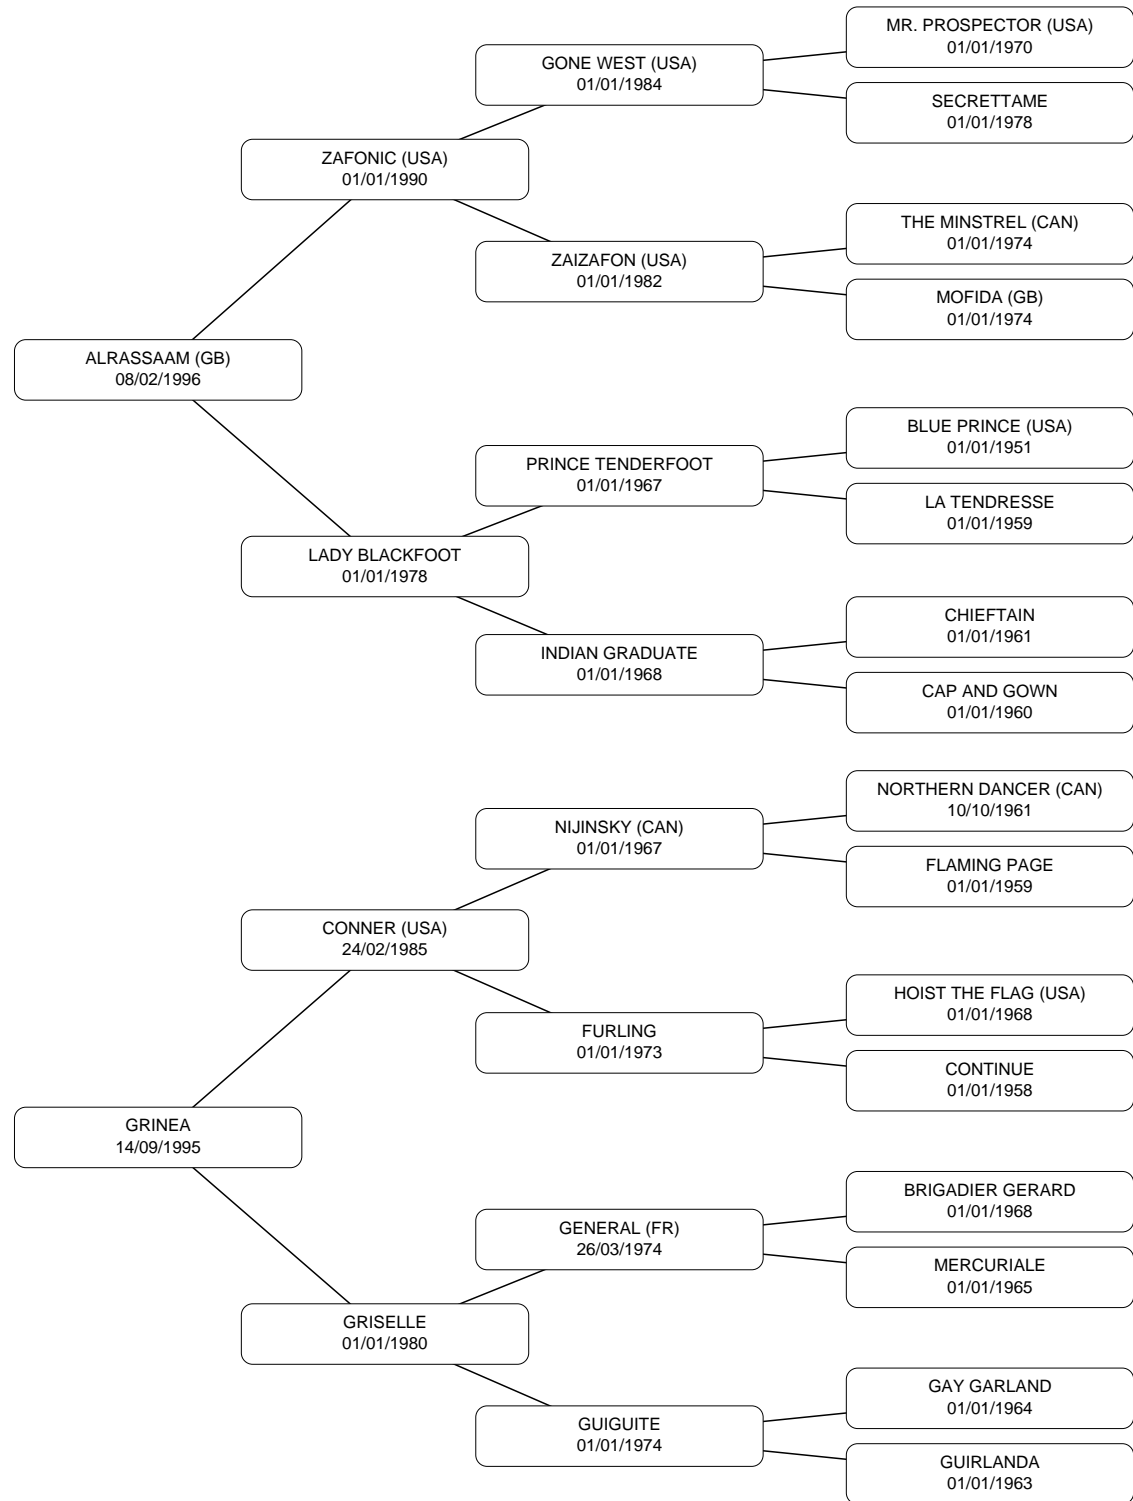 MR. PROSPECTOR (USA)
01/01/1970
GONE WEST (USA)
01/01/1984
SECRETTAME
01/01/1978
ZAFONIC (USA)
01/01/1990
THE MINSTREL (CAN)
01/01/1974
ZAIZAFON (USA)
01/01/1982
MOFIDA (GB)
01/01/1974
ALRASSAAM (GB)
08/02/1996
BLUE PRINCE (USA)
01/01/1951
PRINCE TENDERFOOT
01/01/1967
LA TENDRESSE
01/01/1959
LADY BLACKFOOT
01/01/1978
CHIEFTAIN
01/01/1961
INDIAN GRADUATE
01/01/1968
CAP AND GOWN
01/01/1960
NORTHERN DANCER (CAN)
10/10/1961
NIJINSKY (CAN)
01/01/1967
FLAMING PAGE
01/01/1959
CONNER (USA)
24/02/1985
HOIST THE FLAG (USA)
01/01/1968
FURLING
01/01/1973
CONTINUE
01/01/1958
GRINEA
14/09/1995
BRIGADIER GERARD
01/01/1968
GENERAL (FR)
26/03/1974
MERCURIALE
01/01/1965
GRISELLE
01/01/1980
GAY GARLAND
01/01/1964
GUIGUITE
01/01/1974
GUIRLANDA
01/01/1963